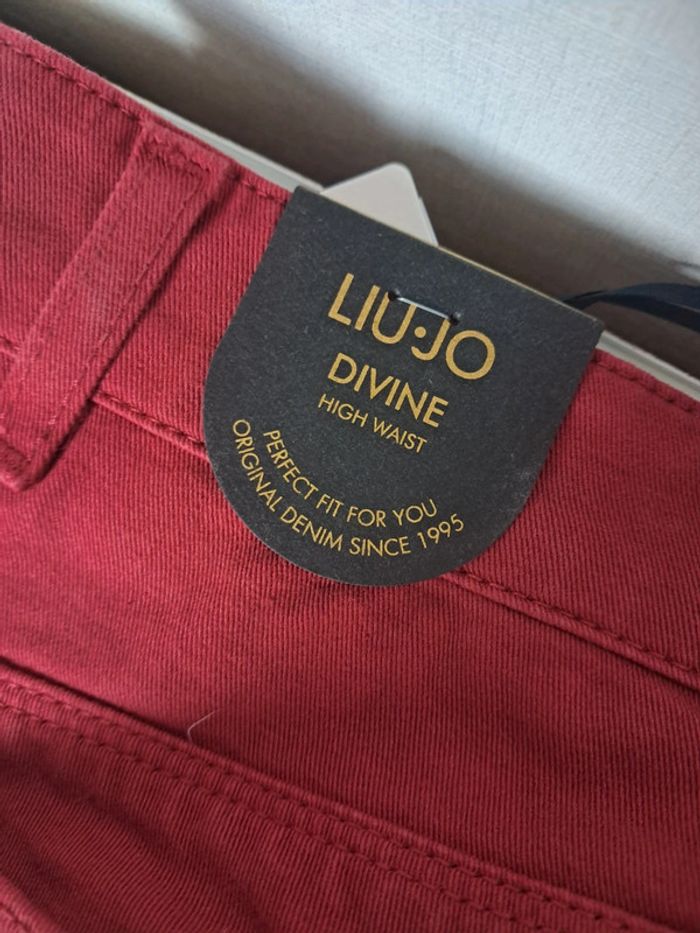 LIU·JO
DIVINE
HIGH WAIST
PERFECT FIT FOR YOU
ORIGINAL DENIM SINCE 1995